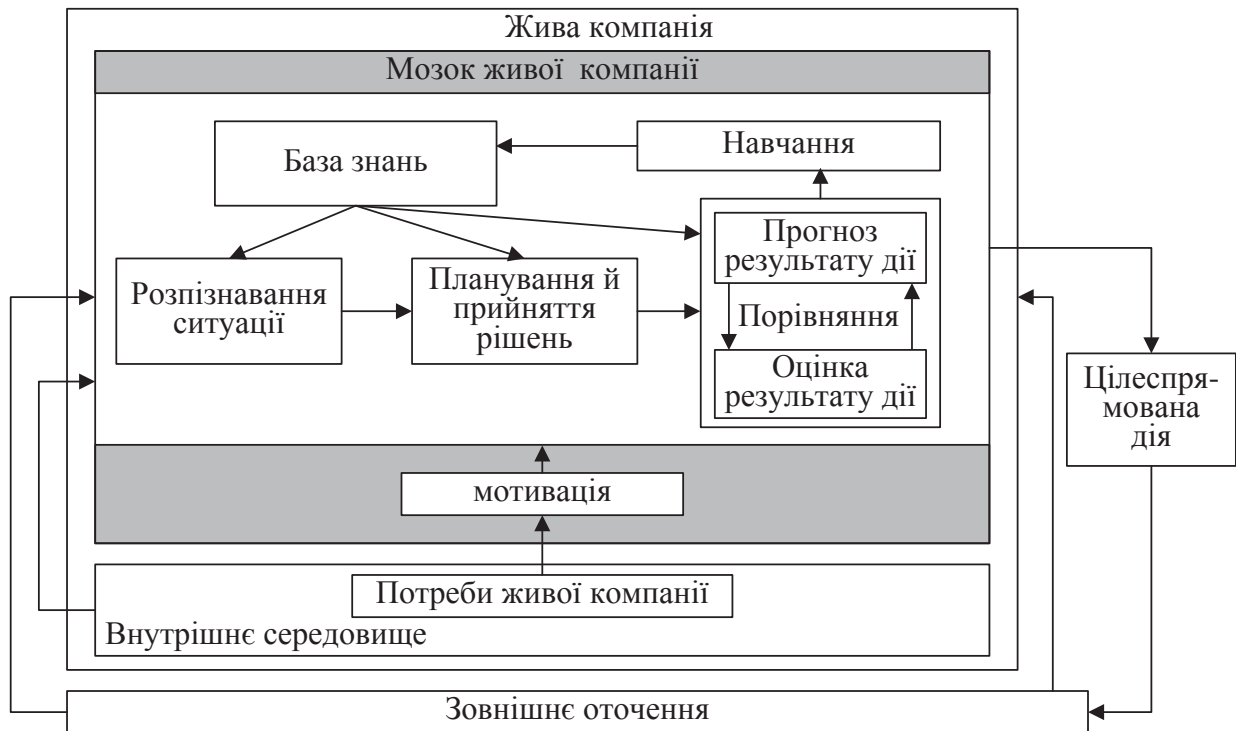 Жива компанія
Мозок живої компанії
База знань
Навчання
Прогноз
результату дії
Розпізнавання
ситуації
Планування й
прийняття
рішень
Порівняння
Оцінка
результату дії
Цілеспря-
мована
дія
мотивація
Потреби живої компанії
Внутрішнє середовище
Зовнішнє оточення